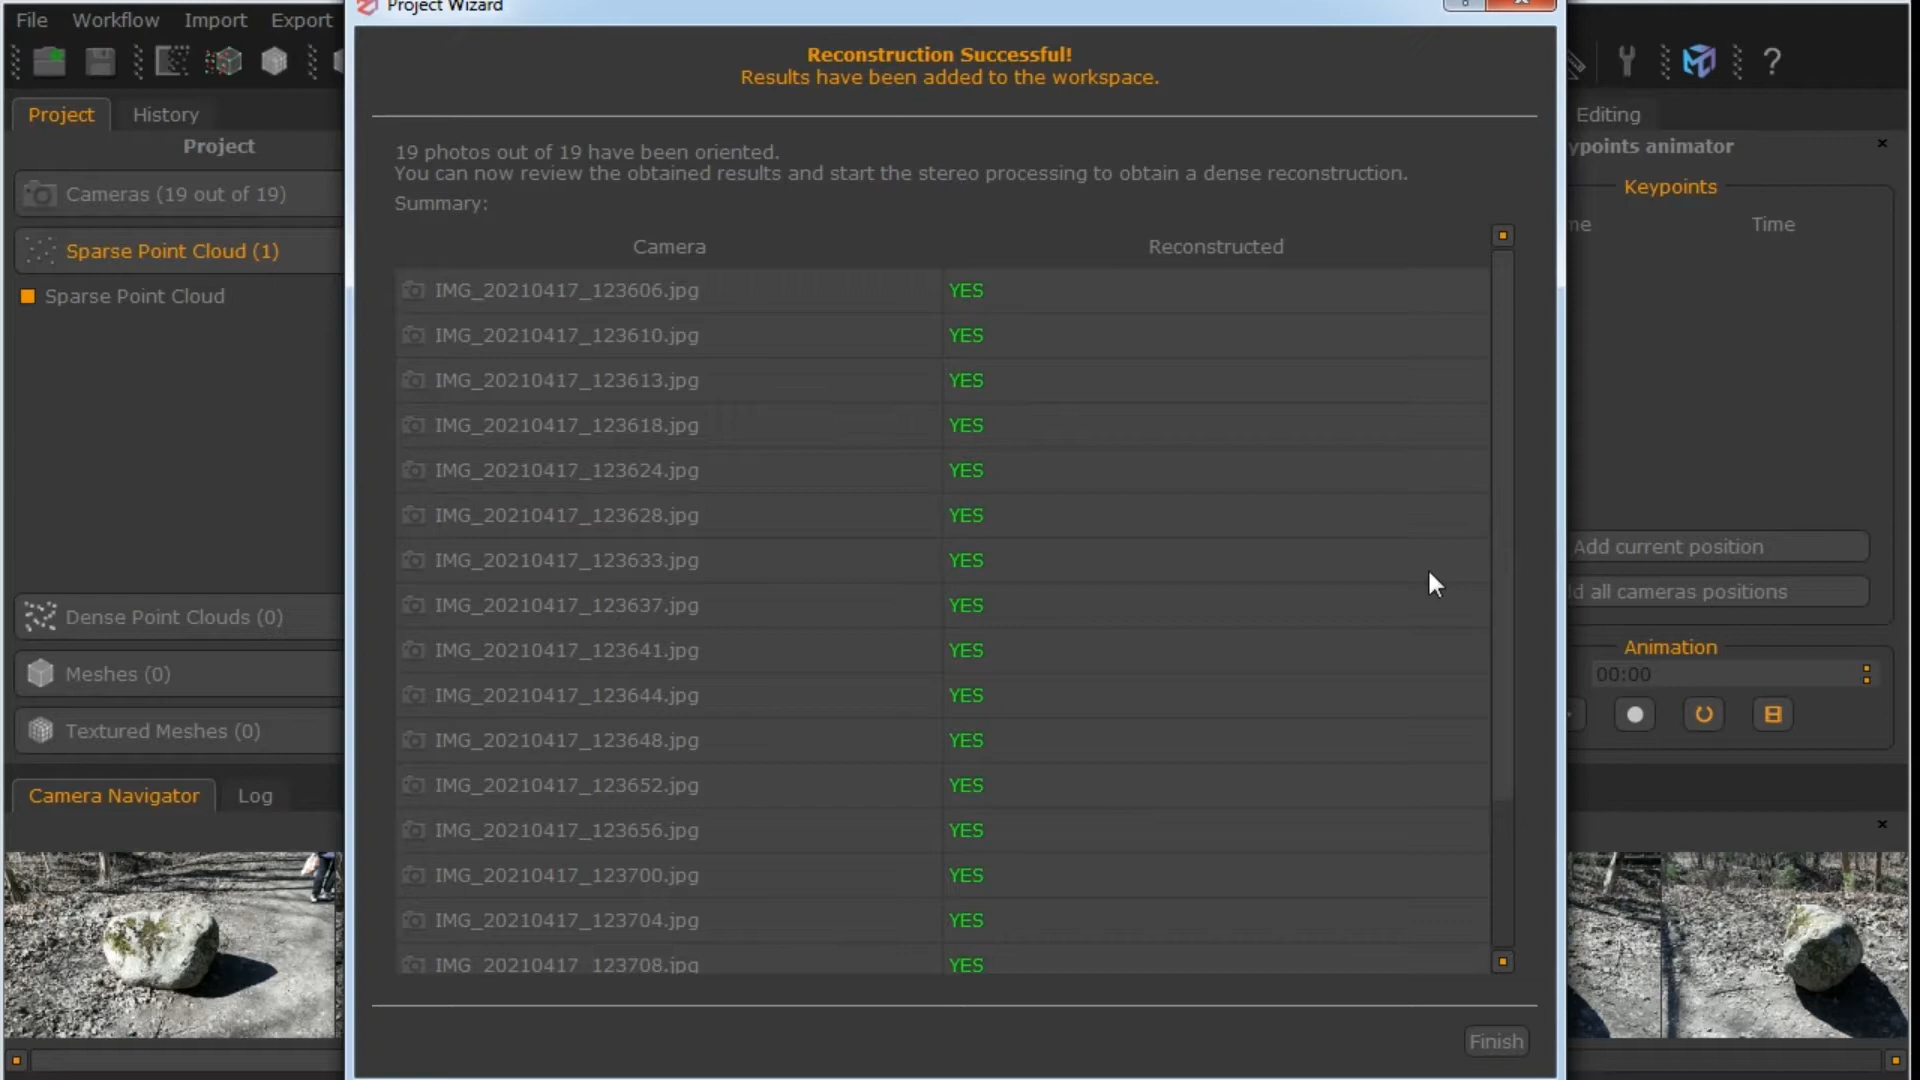 Project Wizard
File Workflow Import Export
Reconstruction Successful!
Results have been added to the workspace.
?
Project History
Editing
Project
19 photos out of 19 have been oriented.
You can now review the obtained results and start the stereo processing to obtain a dense reconstruction.
Summary:
Cameras (19 out of 19)
Sparse Point Cloud (1)
Sparse Point Cloud
Dense Point Clouds (0)
Meshes (0)
Textured Meshes (0)
Camera Navigator Log
Camera Reconstructed
IMG_20210417_123606.jpg YES
IMG_20210417_123610.jpg YES
IMG_20210417_123613.jpg YES
IMG_20210417_123618.jpg YES
IMG_20210417_123624.jpg YES
IMG_20210417_123628.jpg YES
IMG_20210417_123633.jpg YES
IMG_20210417_123637.jpg YES
IMG_20210417_123641.jpg YES
IMG_20210417_123644.jpg YES
IMG_20210417_123648.jpg YES
IMG_20210417_123652.jpg YES
IMG_20210417_123656.jpg YES
IMG_20210417_123700.jpg YES
IMG_20210417_123704.jpg YES
IMG_20210417_123708.jpg YES
Finish
animator
Keypoints
Time
Add current position
all cameras positions
Animation
00:00